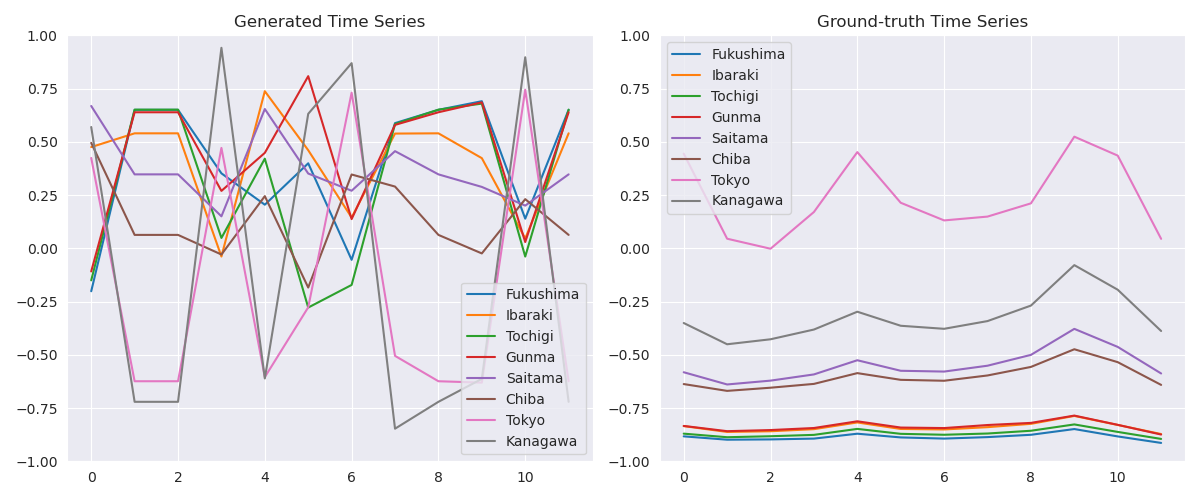 Generated Time Series
1.00
0.75
0.50
0.25
0.00
−0.25
−0.50
−0.75
−1.00
0
2
4
6
8
10
Fukushima
Ibaraki
Tochigi
Gunma
Saitama
Chiba
Tokyo
Kanagawa
Ground-truth Time Series
1.00
0.75
0.50
0.25
0.00
−0.25
−0.50
−0.75
−1.00
0
2
4
6
8
10
Fukushima
Ibaraki
Tochigi
Gunma
Saitama
Chiba
Tokyo
Kanagawa